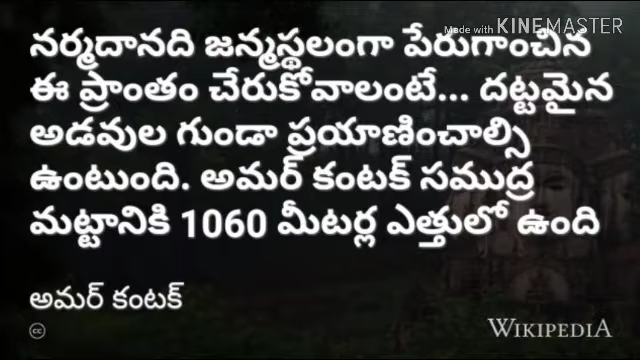 Made with KINEMASTER
నర్మదానది జన్మస్థలంగా పేరుగాంచిన
ఈ ప్రాంతం చేరుకోవాలంటే... దట్టమైన
అడవుల గుండా ప్రయాణించాల్సి
ఉంటుంది. అమర్ కంటక్ సముద్ర
మట్టానికి 1060 మీటర్ల ఎత్తులో ఉంది
అమర్ కంటక్
cc
WIKIPEDIA